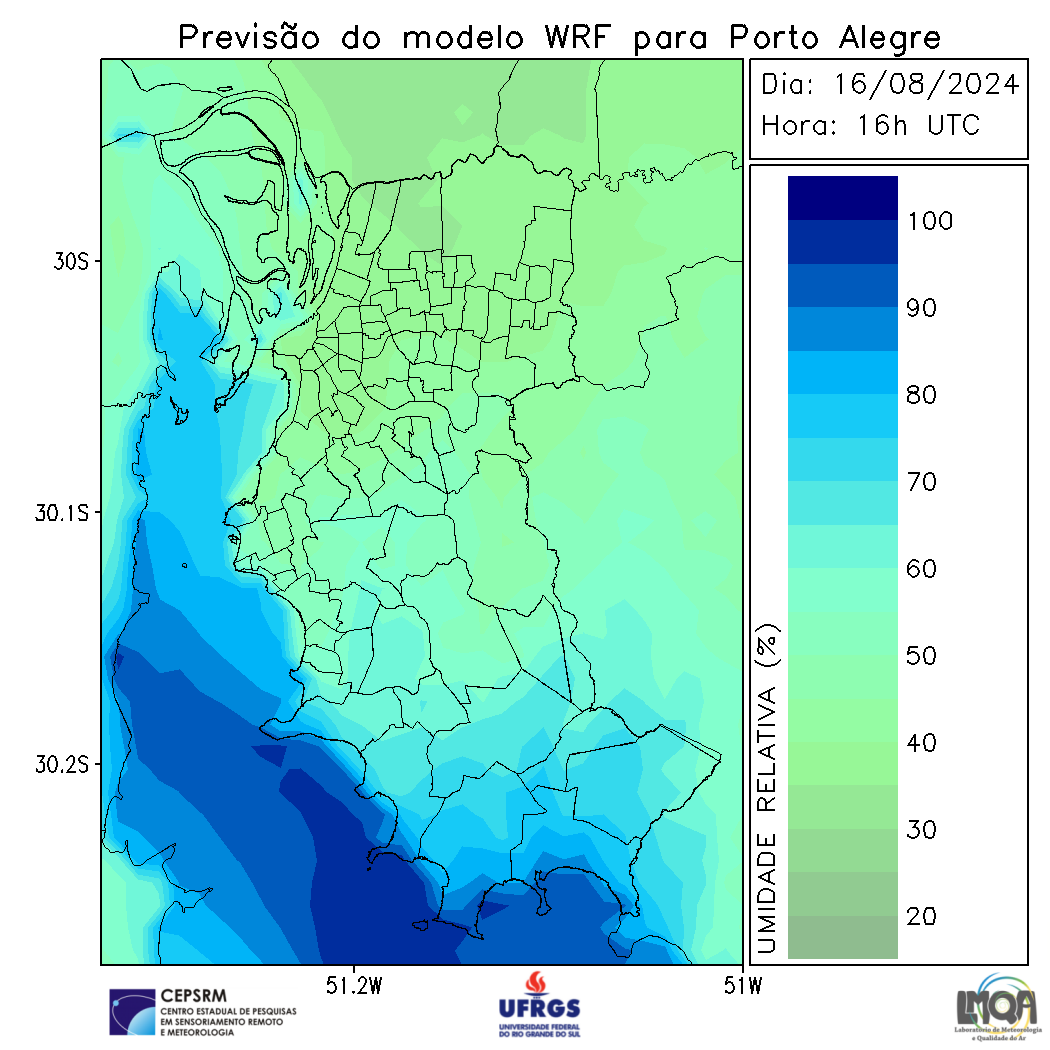 Previsão do modelo WRF para Porto Alegre
Dia: 16/08/2024
Hora: 16h UTC
30S
30.1S
30.2S
51.2W
51W
100
90
80
70
60
50
40
30
20
UMIDADE RELATIVA (%)
CEPSRM
CENTRO ESTADUAL DE PESQUISAS
EM SENSORIAMENTO REMOTO
E METEOROLOGIA
UFRGS
UNIVERSIDADE FEDERAL
DO RIO GRANDE DO SUL
LMQA
Laboratório de Meteorologia
e Qualidade do Ar